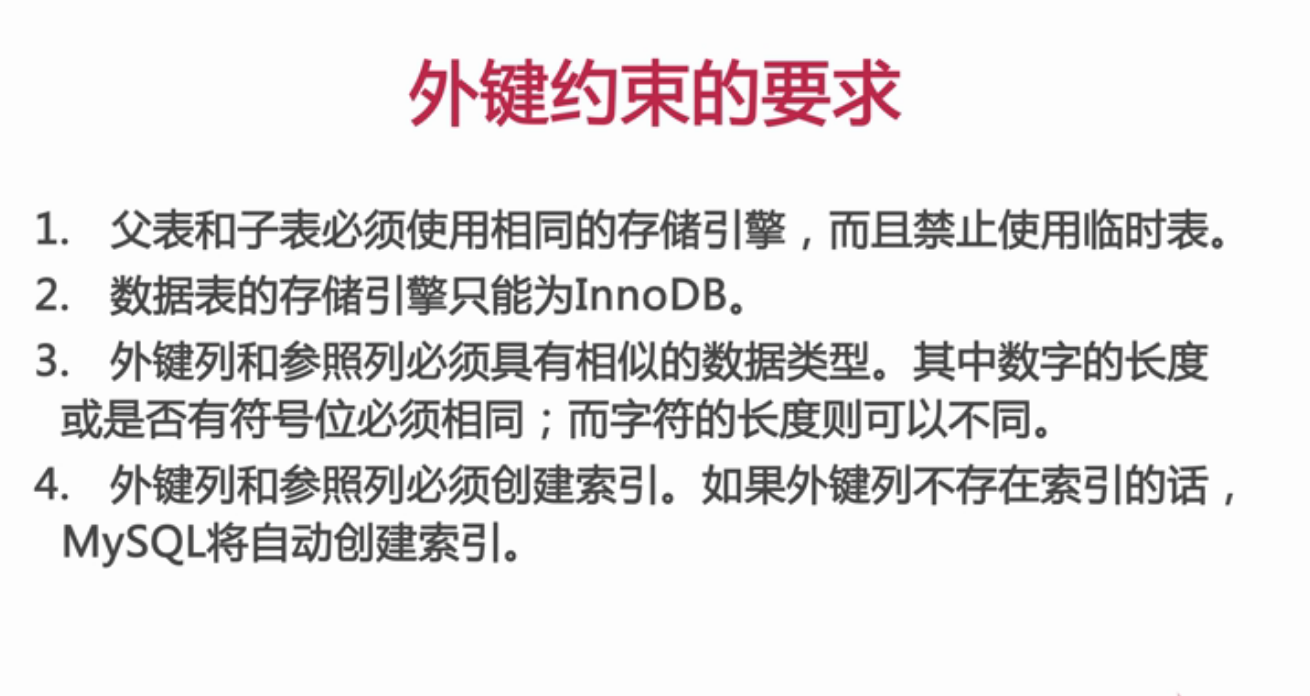 外键约束的要求
1. 父表和子表必须使用相同的存储引擎，而且禁止使用临时表。
2. 数据表的存储引擎只能为InnoDB。
3. 外键列和参照列必须具有相似的数据类型。其中数字的长度
或是否有符号位必须相同；而字符的长度则可以不同。
4. 外键列和参照列必须创建索引。如果外键列不存在索引的话，
MySQL将自动创建索引。